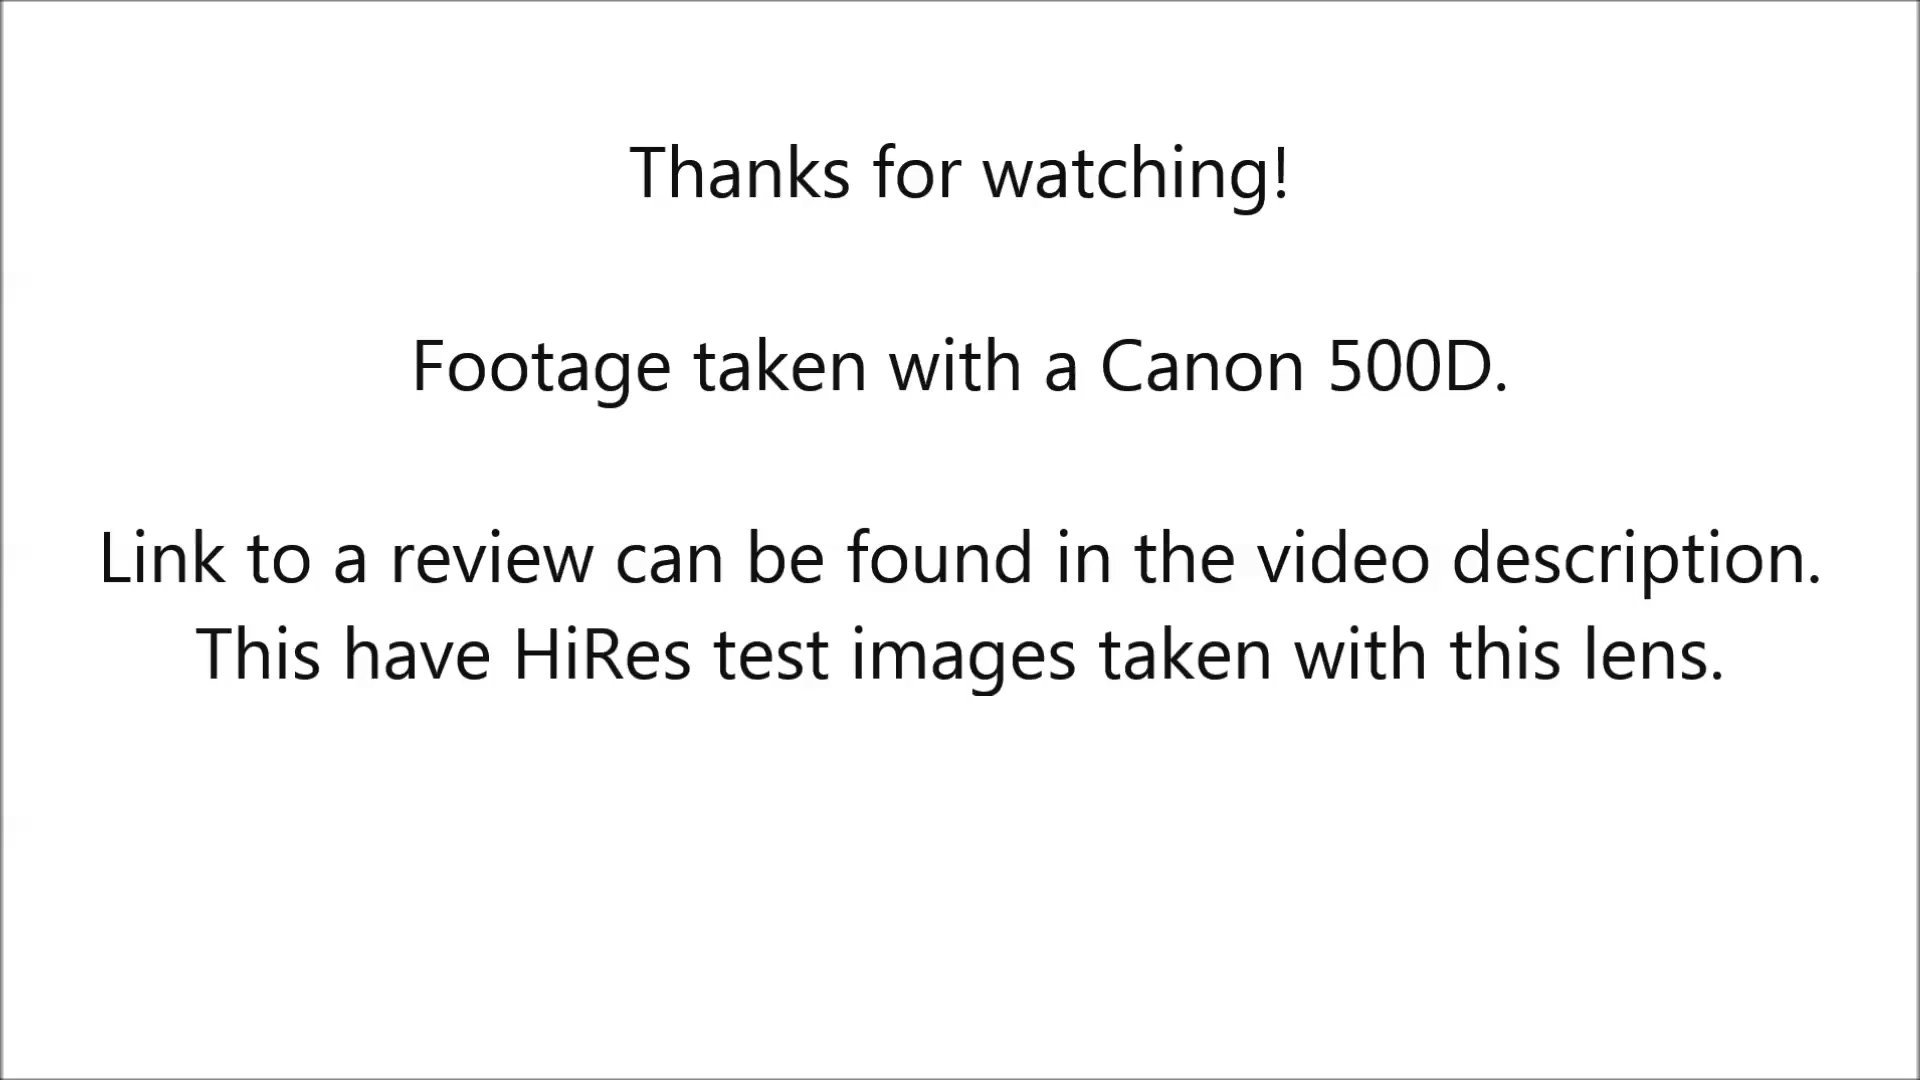 Thanks for watching!
Footage taken with a Canon 500D.
Link to a review can be found in the video description.
This have HiRes test images taken with this lens.